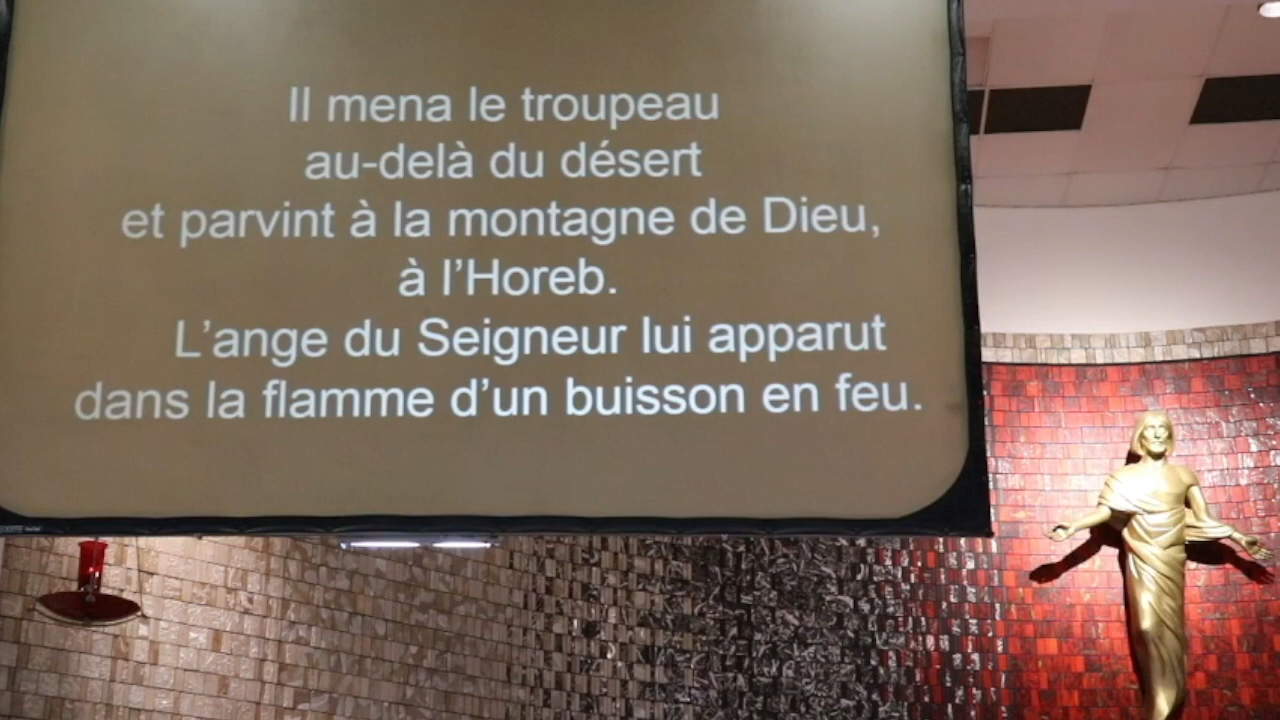 Il mena le troupeau
au-delà du désert
et parvint à la montagne de Dieu,
à l’Horeb.
L’ange du Seigneur lui apparut
dans la flamme d’un buisson en feu.